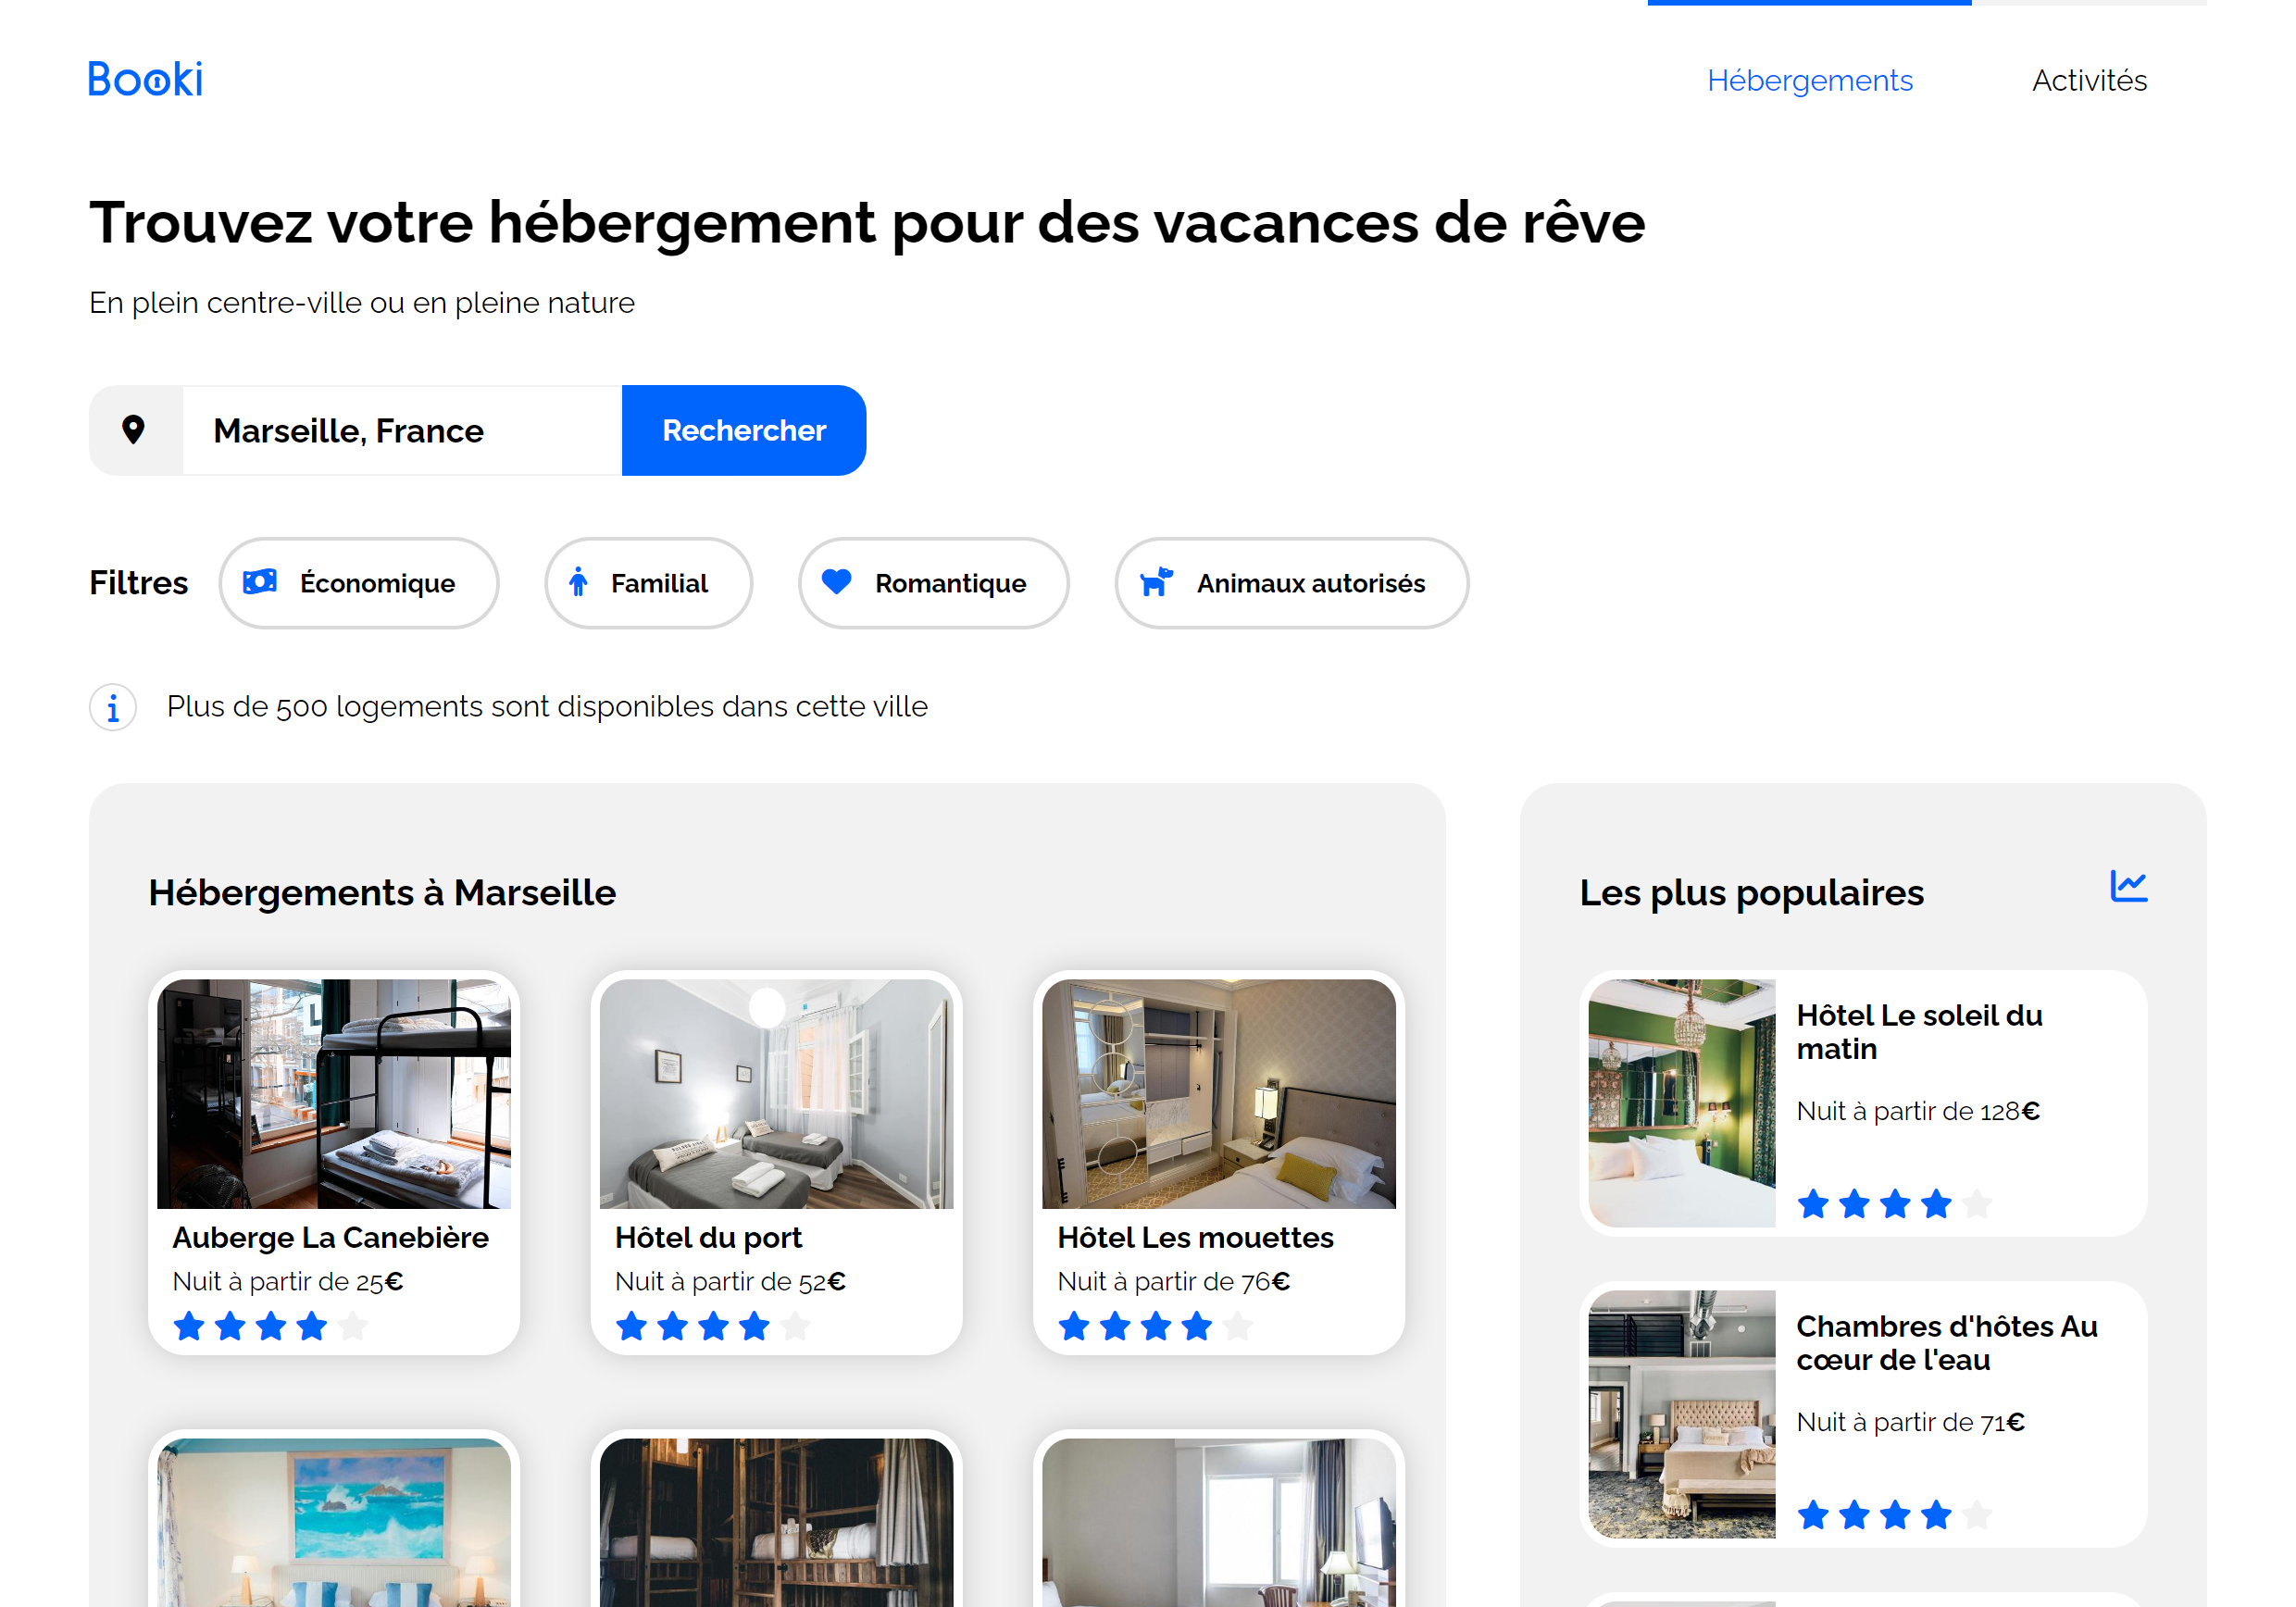 Booki
Hébergements
Activités
Trouvez votre hébergement pour des vacances de rêve
En plein centre-ville ou en pleine nature
Marseille, France
Rechercher
Filtres
Économique
Familial
Romantique
Animaux autorisés
Plus de 500 logements sont disponibles dans cette ville
Hébergements à Marseille
Auberge La Canebière
Nuit à partir de 25€
Hôtel du port
Nuit à partir de 52€
Hôtel Les mouettes
Nuit à partir de 76€
Les plus populaires
Hôtel Le soleil du
matin
Nuit à partir de 128€
Chambres d'hôtes Au
cœur de l'eau
Nuit à partir de 71€